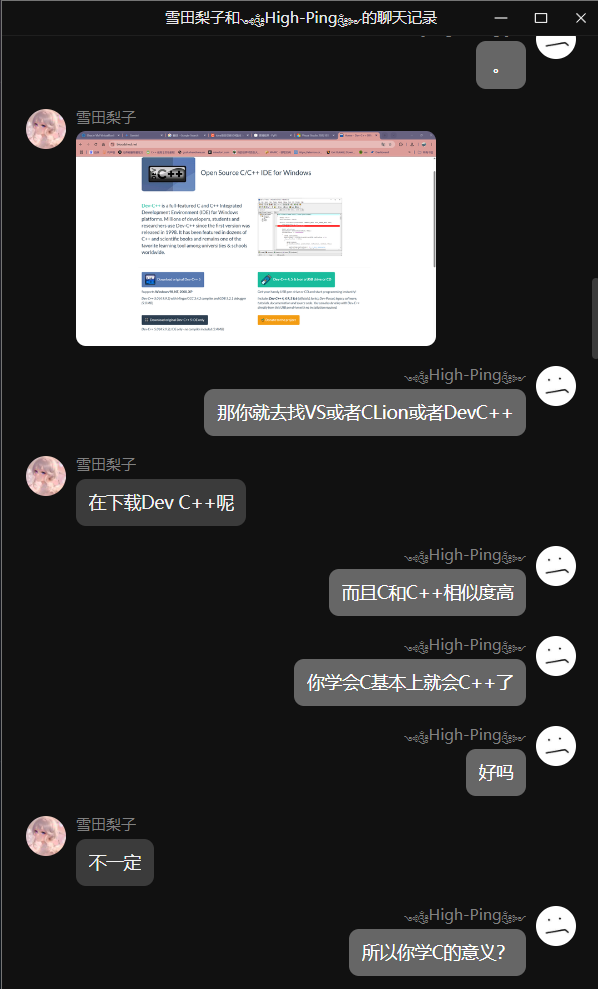 雪田梨子和ঞ High-Pingঞ 的聊天记录
。
雪田梨子
Open Source C/C++ IDE for Windows
Dev-C++ is a full-featured C and C++ Integrated
Development Environment (IDE) for Windows
platforms. Millions of developers, students and
researchers use Dev-C++ since the first version was
released in 1998. It has been featured in dozens of
C++ and scientific books and remains one of the
favorite learning tool among universities & schools
worldwide.
High-Ping
那你就去找VS或者CLion或者DevC++
雪田梨子
在下载Dev C++呢
High-Ping
而且C和C++相似度高
High-Ping
你学会C基本上就会C++了
High-Ping
好吗
雪田梨子
不一定
High-Ping
所以你学C的意义？